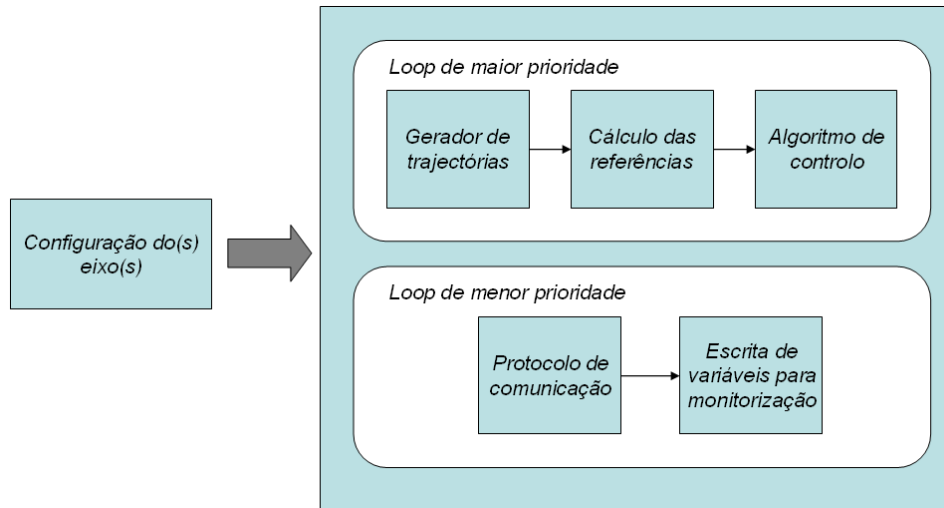 Loop de maior prioridade
Gerador de
trajectórias
Cálculo das
referências
Algoritmo de
controlo
Configuração do(s)
eixo(s)
Loop de menor prioridade
Protocolo de
comunicação
Escrita de
variáveis para
monitorização